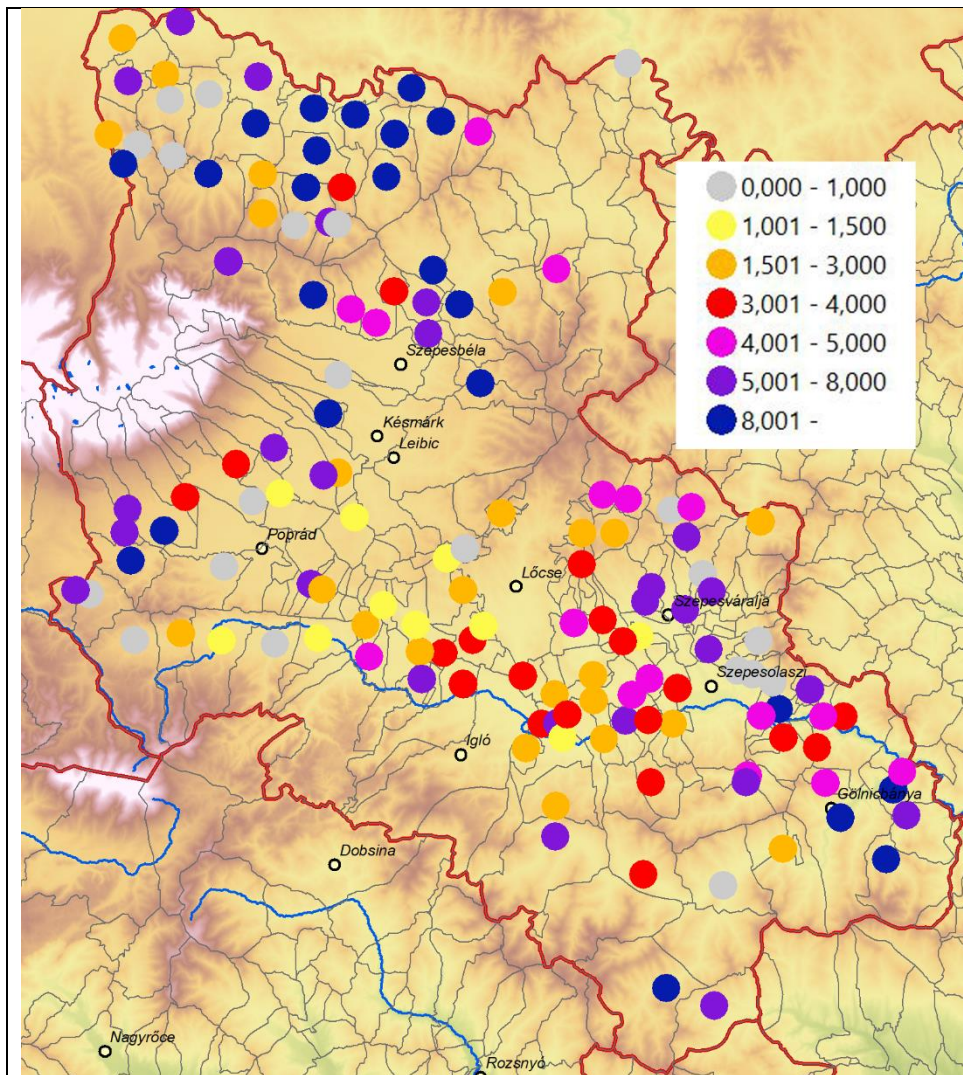 0,000 - 1,000
1,001 - 1,500
1,501 - 3,000
3,001 - 4,000
4,001 - 5,000
5,001 - 8,000
8,001 -
Szepesbéla
Késmárk
Leibic
Poprád
Lőcse
Szepesváralja
Szepesolaszi
Igló
Gölnicbánya
Dobsina
Nagyrőce
Rozsnyó